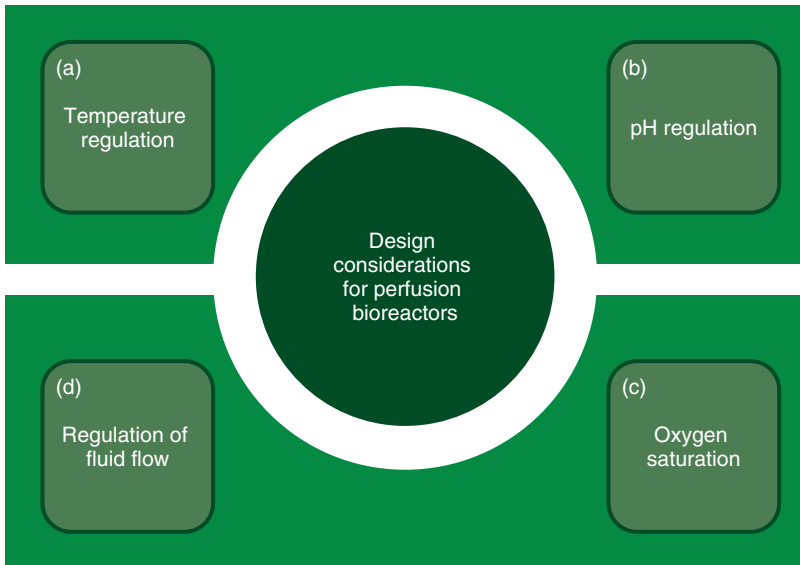 (a)
Temperature
regulation
(b)
pH regulation
Design
considerations
for perfusion
bioreactors
(d)
Regulation of
fluid flow
(c)
Oxygen
saturation